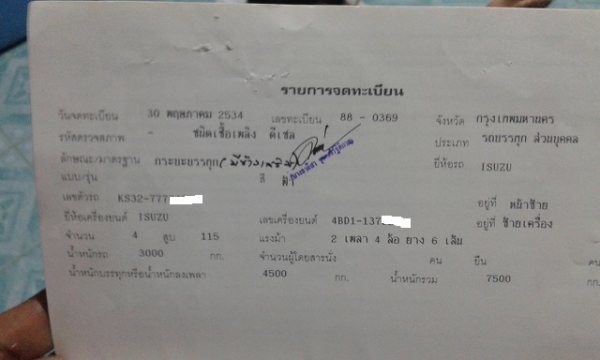 รายการจดทะเบียน
วันจดทะเบียน 30 พฤษภาคม 2534 เลขทะเบียน 88 - 0369 จังหวัด กรุงเทพมหานคร
รหัสตรวจสภาพ - ชนิดเชื้อเพลิง ดีเซล ประเภท รถบรรทุก ส่วนบุคคล
ลักษณะ/มาตรฐาน กระบะบรรทุก ยี่ห้อรถ ISUZU
แบบ/รุ่น สี ฟ้า
เลขตัวรถ KS32-777 อยู่ที่ หน้าซ้าย
ยี่ห้อเครื่องยนต์ ISUZU เลขเครื่องยนต์ 4BD1-137 อยู่ที่ ซ้ายเครื่อง
จำนวน 4 สูบ 115 แรงม้า 2 เพลา 4 ล้อ ยาง 6 เส้น
น้ำหนักรถ 3000 กก. จำนวนผู้โดยสารนั่ง คน ยืน คน
น้ำหนักบรรทุกหรือน้ำหนักลงเพลา 4500 กก. น้ำหนักรวม 7500 กก.